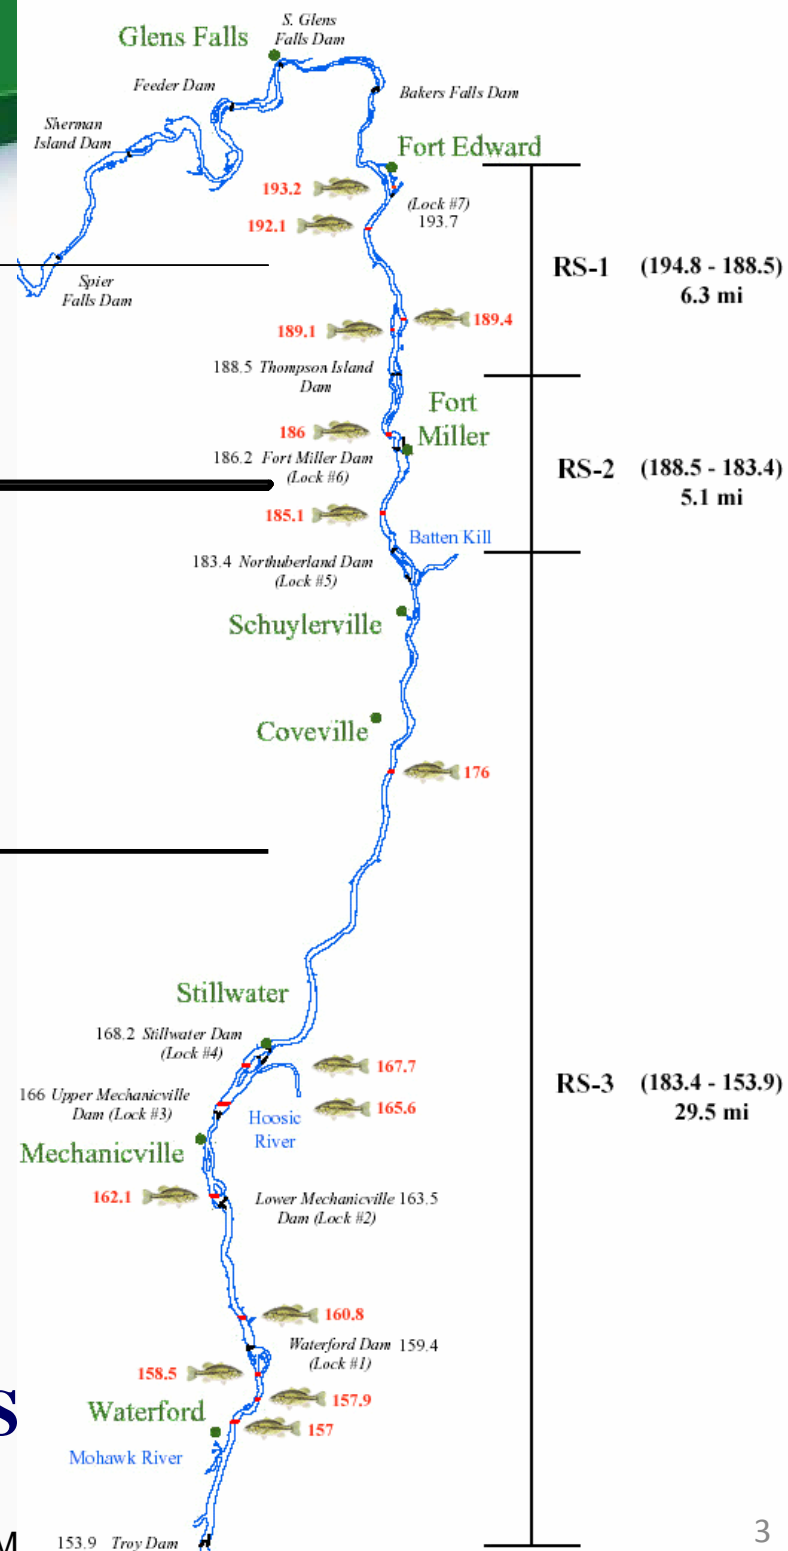 S. Glens
Falls Dam
Glens Falls
Feeder Dam
Bakers Falls Dam
Sherman
Island Dam
Fort Edward
193.2
(Lock #7)
193.7
192.1
RS-1 (194.8 - 188.5)
6.3 mi
Spier
Falls Dam
189.4
189.1
188.5 Thompson Island
Dam
Fort
Miller
186
186.2 Fort Miller Dam
(Lock #6)
RS-2 (188.5 - 183.4)
5.1 mi
185.1
Batten Kill
183.4 Northuberland Dam
(Lock #5)
Schuylerville
Coveville
176
Stillwater
168.2 Stillwater Dam
(Lock #4)
167.7
RS-3 (183.4 - 153.9)
29.5 mi
166 Upper Mechanicville
Dam (Lock #3)
165.6
Hoosic
River
Mechanicville
162.1
Lower Mechanicville 163.5
Dam (Lock #2)
160.8
Waterford Dam 159.4
(Lock #1)
158.5
157.9
S
Waterford
157
Mohawk River
M
153.9 Troy Dam
3